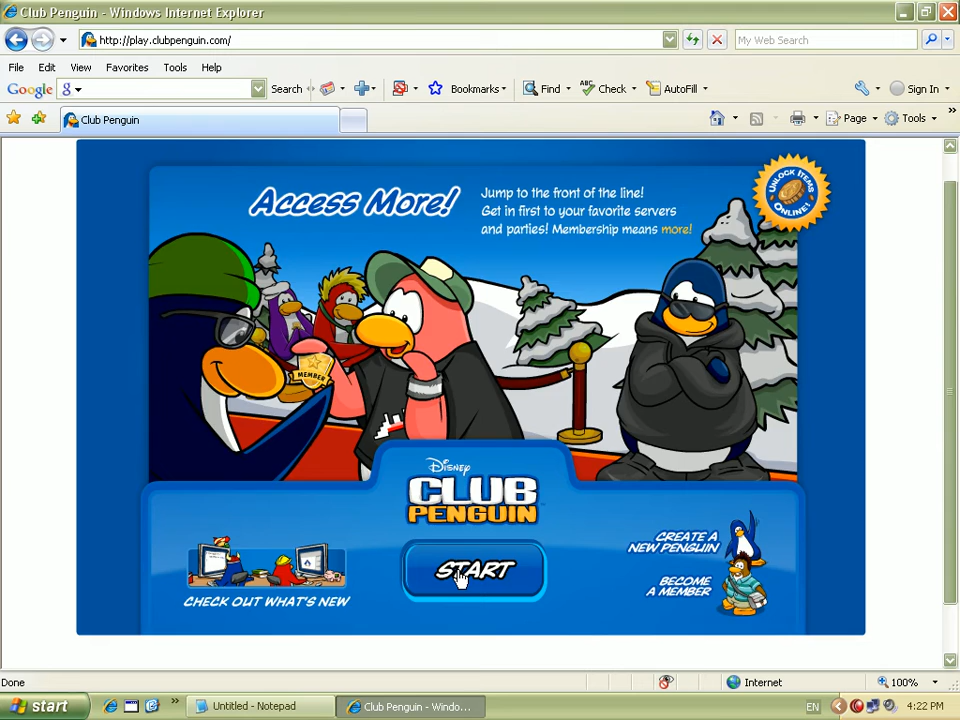 Club Penguin - Windows Internet Explorer
http://play.clubpenguin.com/
My Web Search
File Edit View Favorites Tools Help
Google g Search Bookmarks Find ABC Check AutoFill Sign In
Club Penguin
Page Tools
Access More!
Jump to the front of the line!
Get in first to your favorite servers
and parties! Membership means more!
UNLOCK ITEMS
ONLINE!
MEMBER
DISNEY
CLUB
PENGUIN
START
CHECK OUT WHAT'S NEW
CREATE A
NEW PENGUIN
BECOME
A MEMBER
Done Internet 100%
start Untitled - Notepad Club Penguin - Windo... EN 4:22 PM